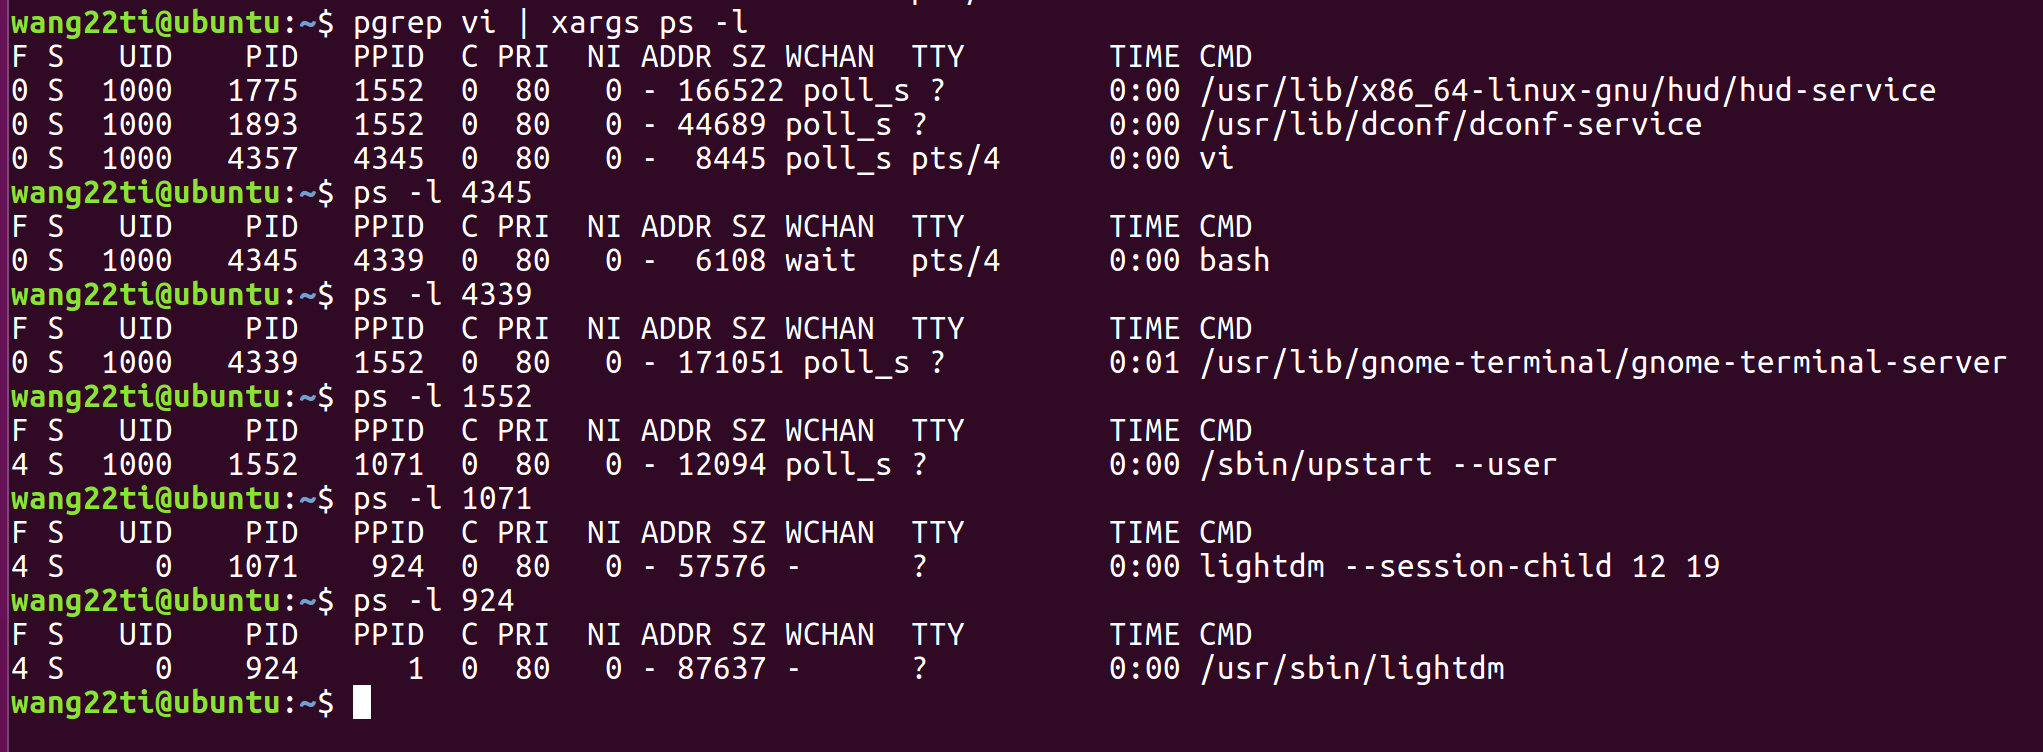 wang22ti@ubuntu:~$ pgrep vi | xargs ps -l
F S   UID    PID   PPID  C PRI  NI ADDR SZ WCHAN  TTY        TIME CMD
0 S  1000   1775   1552  0  80   0 - 166522 poll_s ?         0:00 /usr/lib/x86_64-linux-gnu/hud/hud-service
0 S  1000   1893   1552  0  80   0 - 44689 poll_s ?          0:00 /usr/lib/dconf/dconf-service
0 S  1000   4357   4345  0  80   0 -  8445 poll_s pts/4      0:00 vi
wang22ti@ubuntu:~$ ps -l 4345
F S   UID    PID   PPID  C PRI  NI ADDR SZ WCHAN  TTY        TIME CMD
0 S  1000   4345   4339  0  80   0 -  6108 wait   pts/4      0:00 bash
wang22ti@ubuntu:~$ ps -l 4339
F S   UID    PID   PPID  C PRI  NI ADDR SZ WCHAN  TTY        TIME CMD
0 S  1000   4339   1552  0  80   0 - 171051 poll_s ?         0:01 /usr/lib/gnome-terminal/gnome-terminal-server
wang22ti@ubuntu:~$ ps -l 1552
F S   UID    PID   PPID  C PRI  NI ADDR SZ WCHAN  TTY        TIME CMD
4 S  1000   1552   1071  0  80   0 - 12094 poll_s ?          0:00 /sbin/upstart --user
wang22ti@ubuntu:~$ ps -l 1071
F S   UID    PID   PPID  C PRI  NI ADDR SZ WCHAN  TTY        TIME CMD
4 S     0   1071    924  0  80   0 - 57576 -      ?          0:00 lightdm --session-child 12 19
wang22ti@ubuntu:~$ ps -l 924
F S   UID    PID   PPID  C PRI  NI ADDR SZ WCHAN  TTY        TIME CMD
4 S     0    924      1  0  80   0 - 87637 -      ?          0:00 /usr/sbin/lightdm
wang22ti@ubuntu:~$